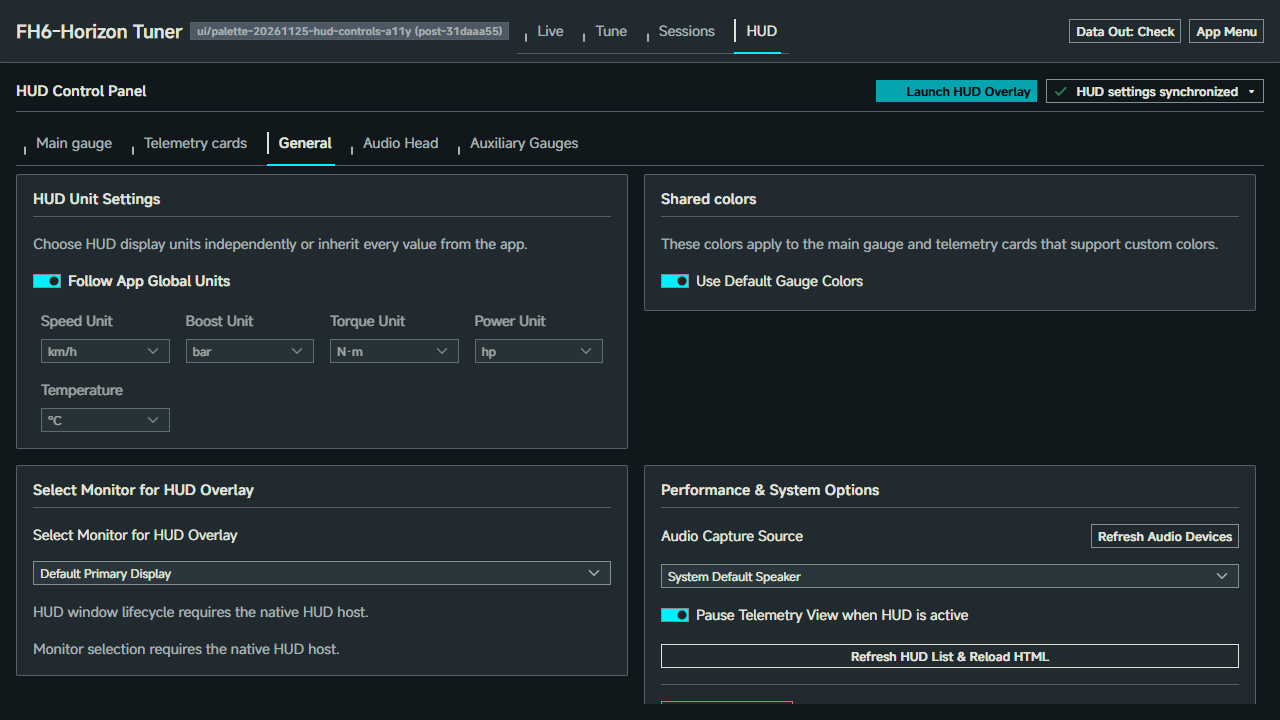 FH6-Horizon Tuner
ui/palette-20261125-hud-controls-a11y (post-31daaa55)
Live
Tune
Sessions
HUD
Data Out: Check
App Menu
HUD Control Panel
Launch HUD Overlay
HUD settings synchronized
Main gauge
Telemetry cards
General
Audio Head
Auxiliary Gauges
HUD Unit Settings
Choose HUD display units independently or inherit every value from the app.
Follow App Global Units
Speed Unit
Boost Unit
Torque Unit
Power Unit
km/h
bar
N·m
hp
Temperature
°C
Shared colors
These colors apply to the main gauge and telemetry cards that support custom colors.
Use Default Gauge Colors
Select Monitor for HUD Overlay
Select Monitor for HUD Overlay
Default Primary Display
HUD window lifecycle requires the native HUD host.
Monitor selection requires the native HUD host.
Performance & System Options
Audio Capture Source
Refresh Audio Devices
System Default Speaker
Pause Telemetry View when HUD is active
Refresh HUD List & Reload HTML